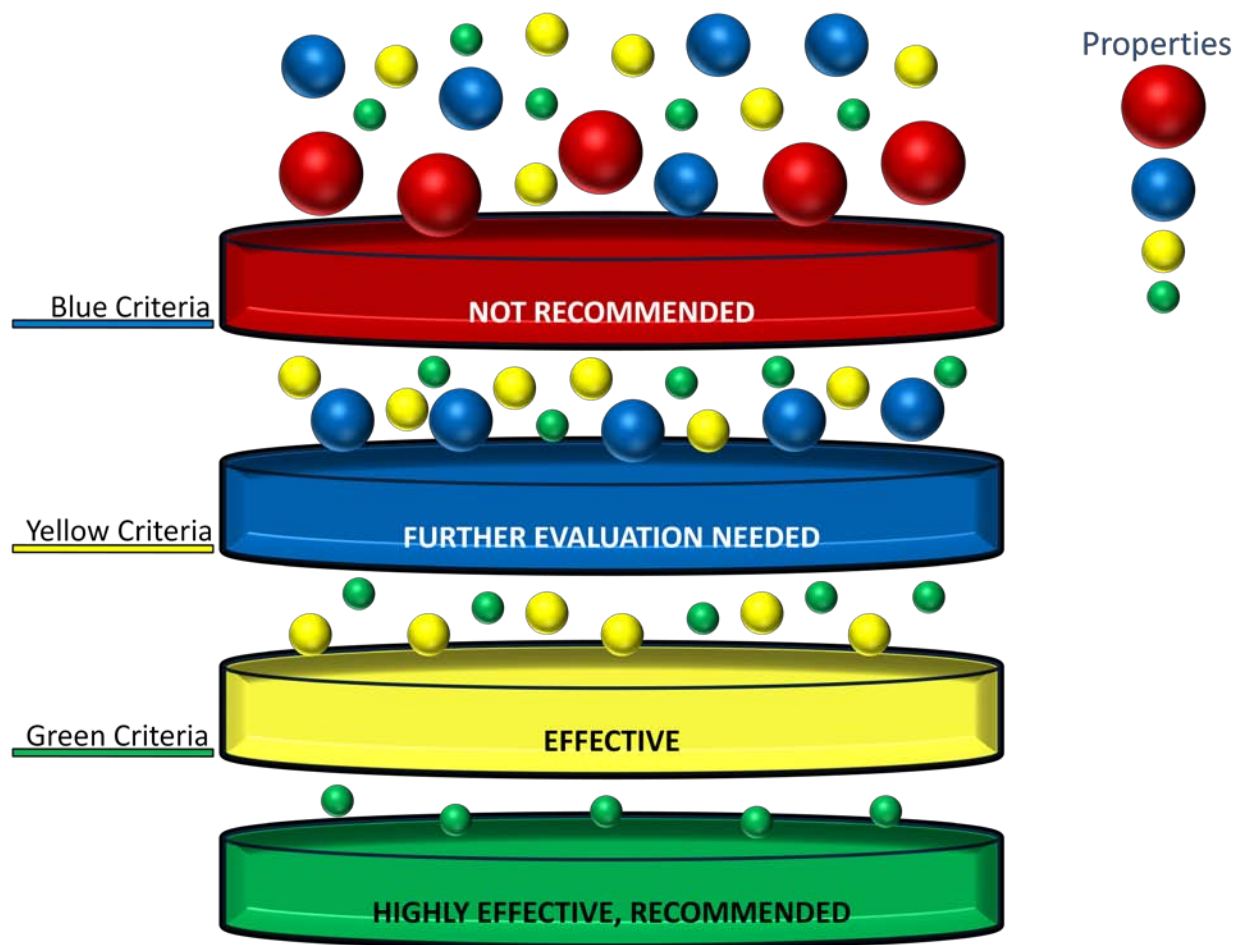 Properties
Blue Criteria
NOT RECOMMENDED
Yellow Criteria
FURTHER EVALUATION NEEDED
Green Criteria
EFFECTIVE
HIGHLY EFFECTIVE, RECOMMENDED